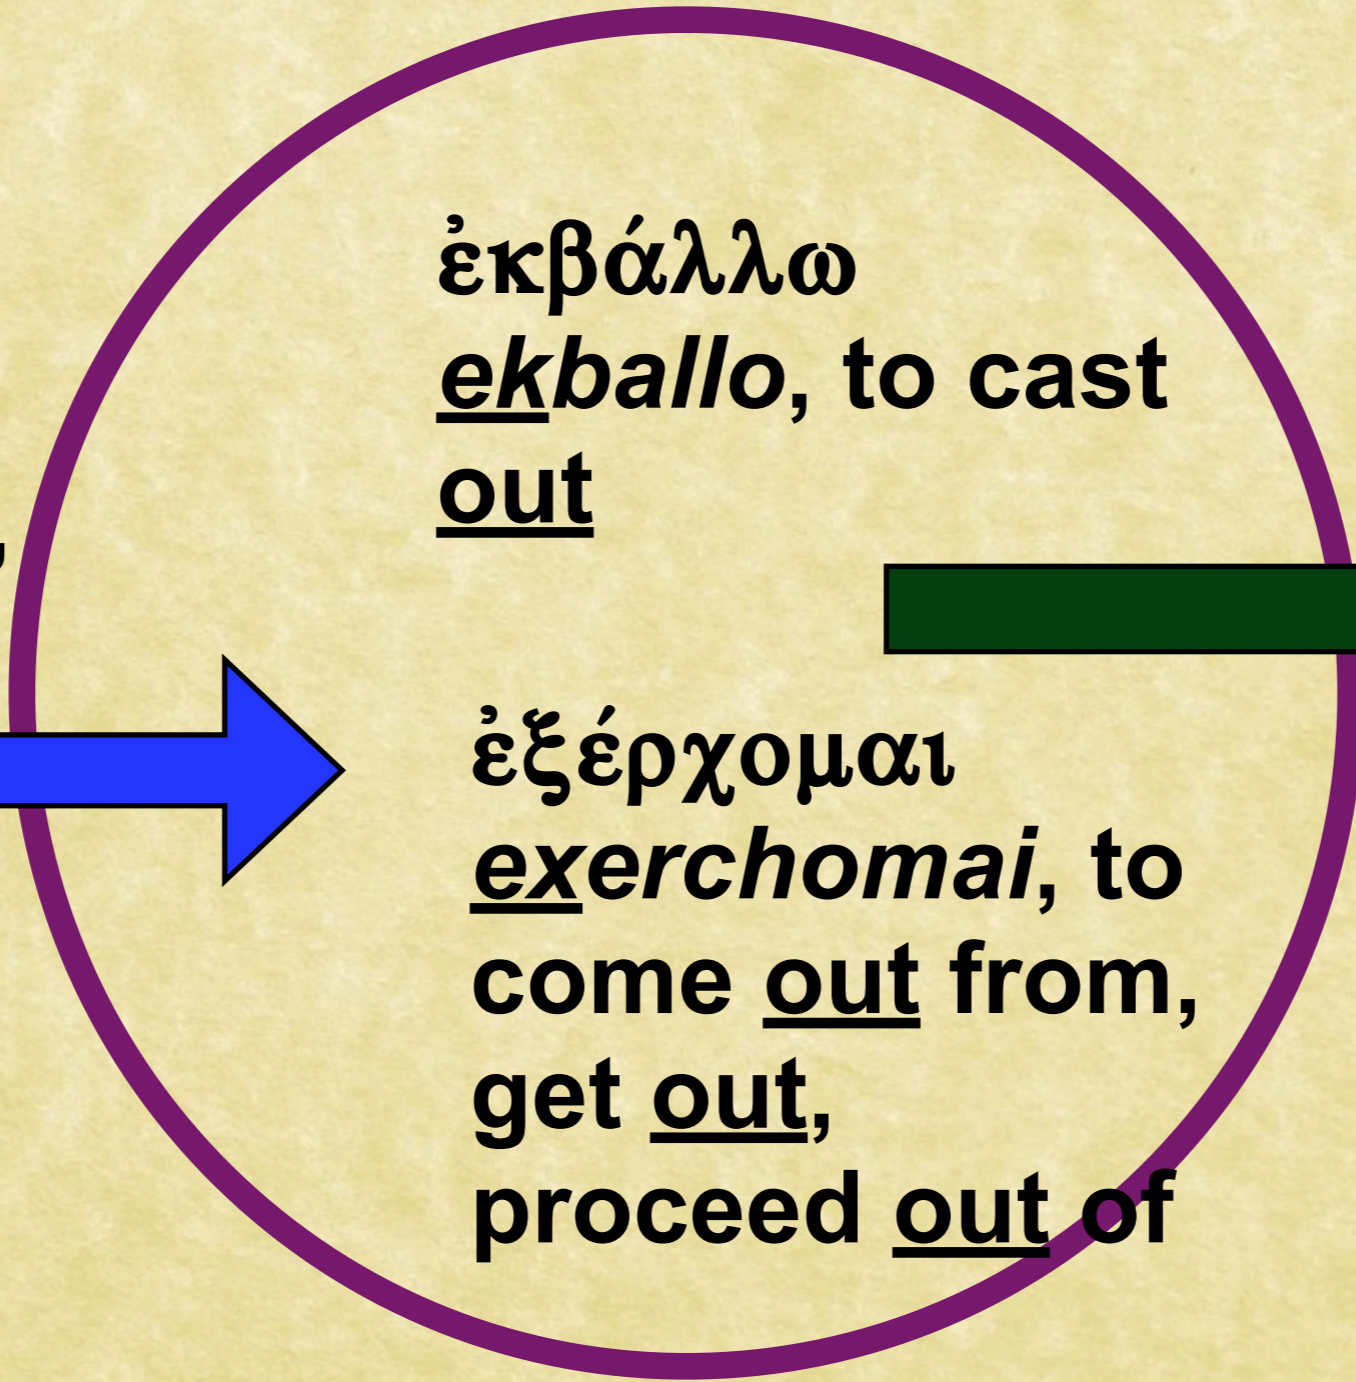 ἐκβάλλω
ekballo, to cast
out
ἐξέρχομαι
exerchomai, to
come out from,
get out,
proceed out of